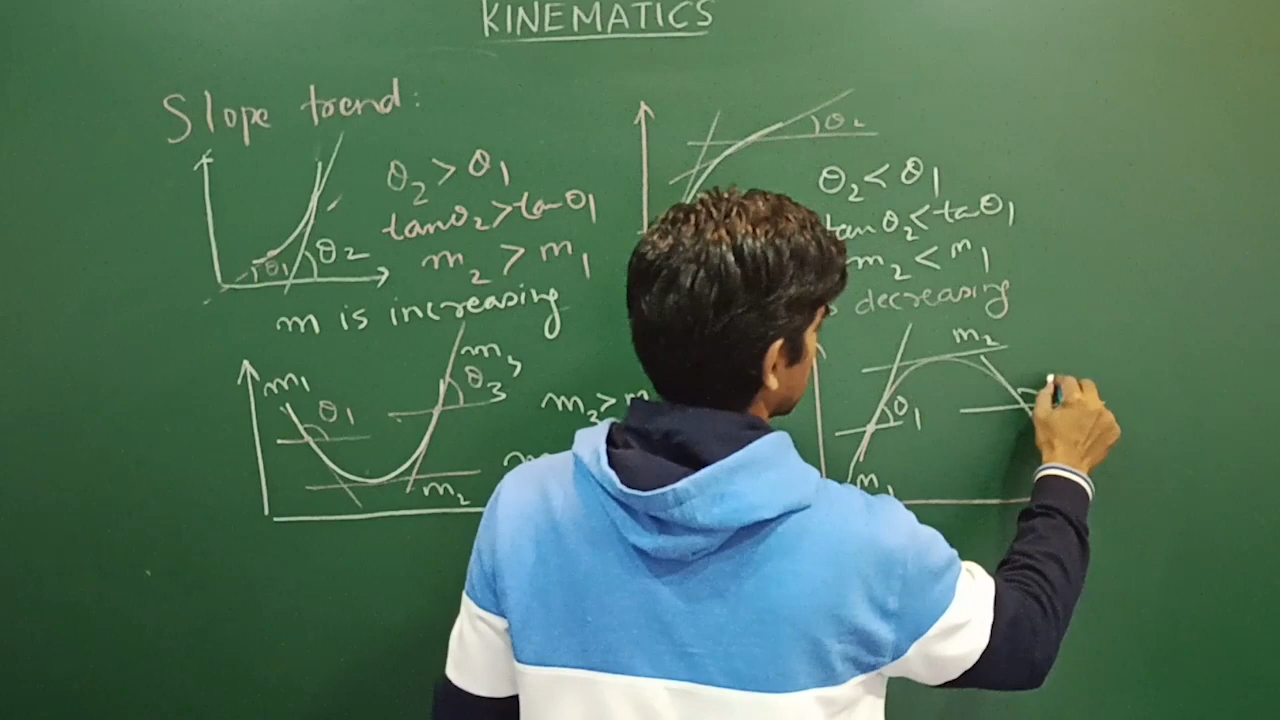 KINEMATICS
Slope trend:
θ₂ > θ₁
tanθ₂ > tanθ₁
m₂ > m₁
θ₁ θ₂
m is increasing
θ₂
θ₂ < θ₁
tanθ₂ < taθ₁
m₂ < m₁
decreasing
m₁ θ₁
m₃
θ₃
m₂
m₃ > m
m₂
θ₁
m₁